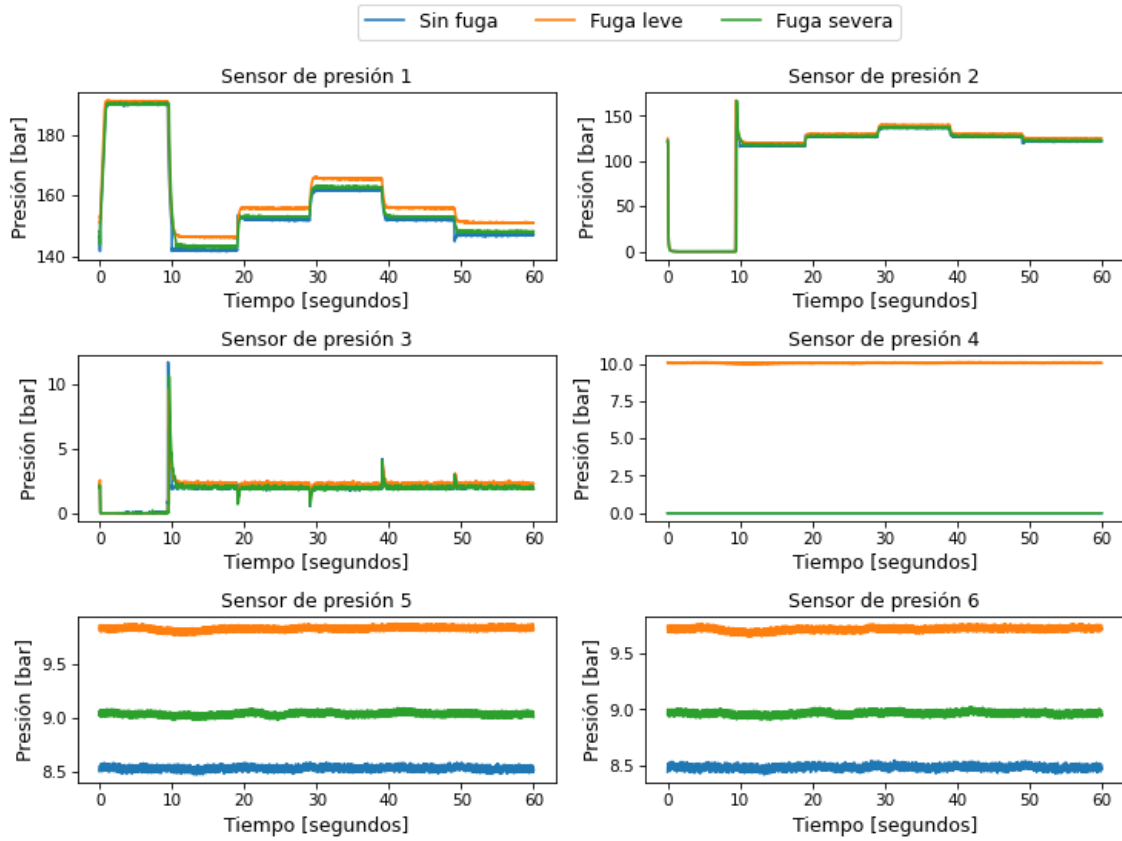 Sin fuga Fuga leve Fuga severa
Sensor de presión 1
Presión [bar]
180
160
140
0 10 20 30 40 50 60
Tiempo [segundos]
Sensor de presión 2
Presión [bar]
150
100
50
0
0 10 20 30 40 50 60
Tiempo [segundos]
Sensor de presión 3
Presión [bar]
10
5
0
0 10 20 30 40 50 60
Tiempo [segundos]
Sensor de presión 4
Presión [bar]
10.0
7.5
5.0
2.5
0.0
0 10 20 30 40 50 60
Tiempo [segundos]
Sensor de presión 5
Presión [bar]
9.5
9.0
8.5
0 10 20 30 40 50 60
Tiempo [segundos]
Sensor de presión 6
Presión [bar]
9.5
9.0
8.5
0 10 20 30 40 50 60
Tiempo [segundos]